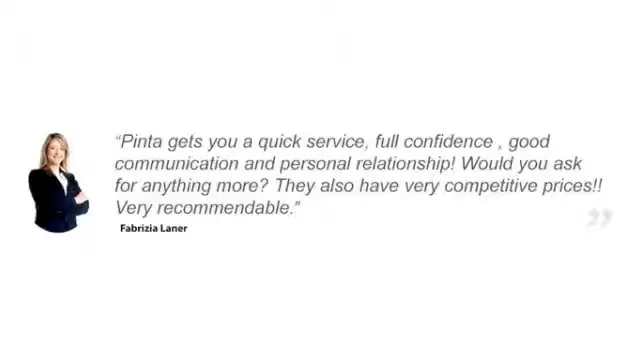 “Pinta gets you a quick service, full confidence , good
communication and personal relationship! Would you ask
for anything more? They also have very competitive prices!!
Very recommendable."
Fabrizia Laner
”